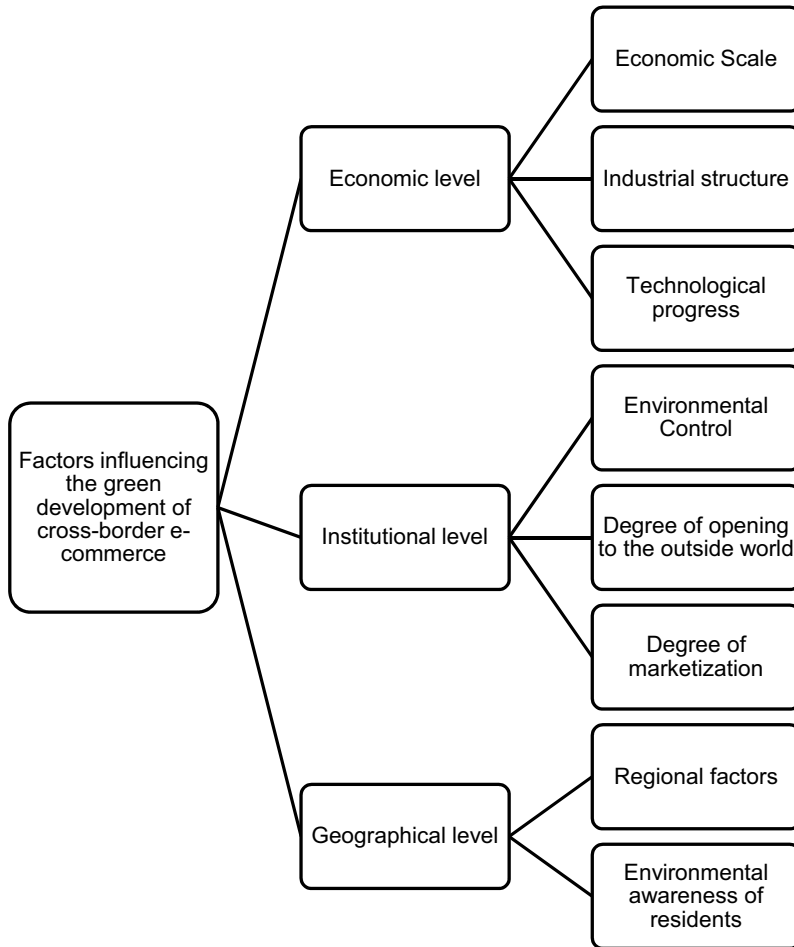 Factors influencing
the green
development of
cross-border e-
commerce
Economic level
Economic Scale
Industrial structure
Technological
progress
Institutional level
Environmental
Control
Degree of opening
to the outside world
Degree of
marketization
Geographical level
Regional factors
Environmental
awareness of
residents